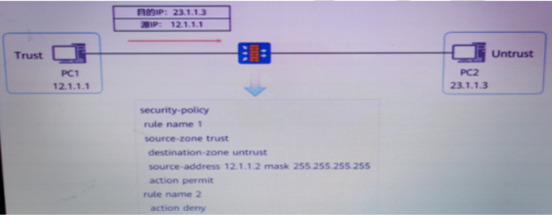 目的IP: 23.1.1.3
源IP: 12.1.1.1
Trust
PC1
12.1.1.1
Untrust
PC2
23.1.1.3
security-policy
rule name 1
source-zone trust
destination-zone untrust
source-address 12.1.1.2 mask 255.255.255.255
action permit
rule name 2
action deny